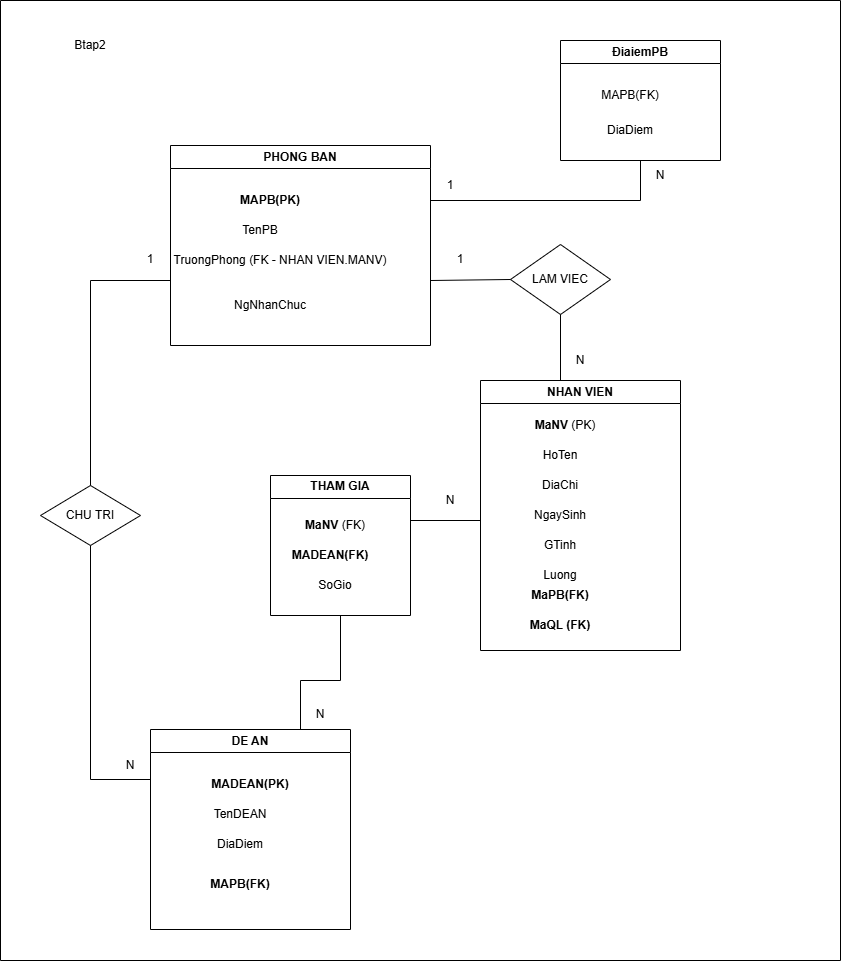 Btap2
ĐiaiemPB
MAPB(FK)
DiaDiem
N
PHONG BAN
MAPB(PK)
TenPB
TruongPhong (FK - NHAN VIEN.MANV)
NgNhanChuc
1
1
1
LAM VIEC
N
NHAN VIEN
MaNV (PK)
HoTen
DiaChi
NgaySinh
GTinh
Luong
MaPB(FK)
MaQL (FK)
THAM GIA
MaNV (FK)
MADEAN(FK)
SoGio
N
CHU TRI
N
N
DE AN
MADEAN(PK)
TenDEAN
DiaDiem
MAPB(FK)